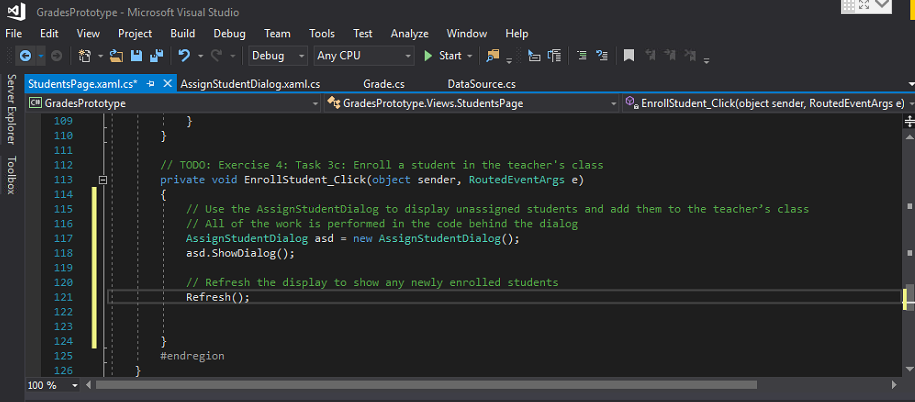 GradesPrototype - Microsoft Visual Studio
File Edit View Project Build Debug Team Tools Test Analyze Window Help
Debug Any CPU Start
Server Explorer
Toolbox
StudentsPage.xaml.cs* AssignStudentDialog.xaml.cs Grade.cs DataSource.cs
C# GradesPrototype GradesPrototype.Views.StudentsPage EnrollStudent_Click(object sender, RoutedEventArgs e)
109 }
110 }
111
112 // TODO: Exercise 4: Task 3c: Enroll a student in the teacher's class
113 private void EnrollStudent_Click(object sender, RoutedEventArgs e)
114 {
115 // Use the AssignStudentDialog to display unassigned students and add them to the teacher’s class
116 // All of the work is performed in the code behind the dialog
117 AssignStudentDialog asd = new AssignStudentDialog();
118 asd.ShowDialog();
119
120 // Refresh the display to show any newly enrolled students
121 Refresh();
122
123
124 }
125 #endregion
126 }
100 %